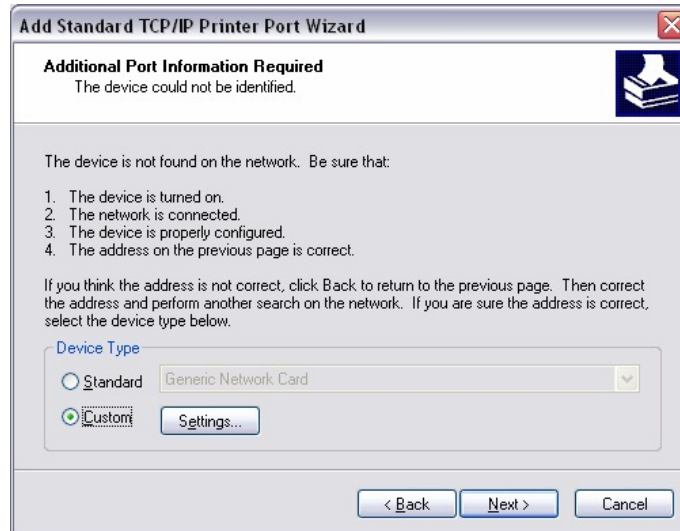 Add Standard TCP/IP Printer Port Wizard
Additional Port Information Required
The device could not be identified.
The device is not found on the network. Be sure that:
1. The device is turned on.
2. The network is connected.
3. The device is properly configured.
4. The address on the previous page is correct.
If you think the address is not correct, click Back to return to the previous page. Then correct
the address and perform another search on the network. If you are sure the address is correct,
select the device type below.
Device Type
Standard Generic Network Card
Custom Settings...
< Back Next > Cancel